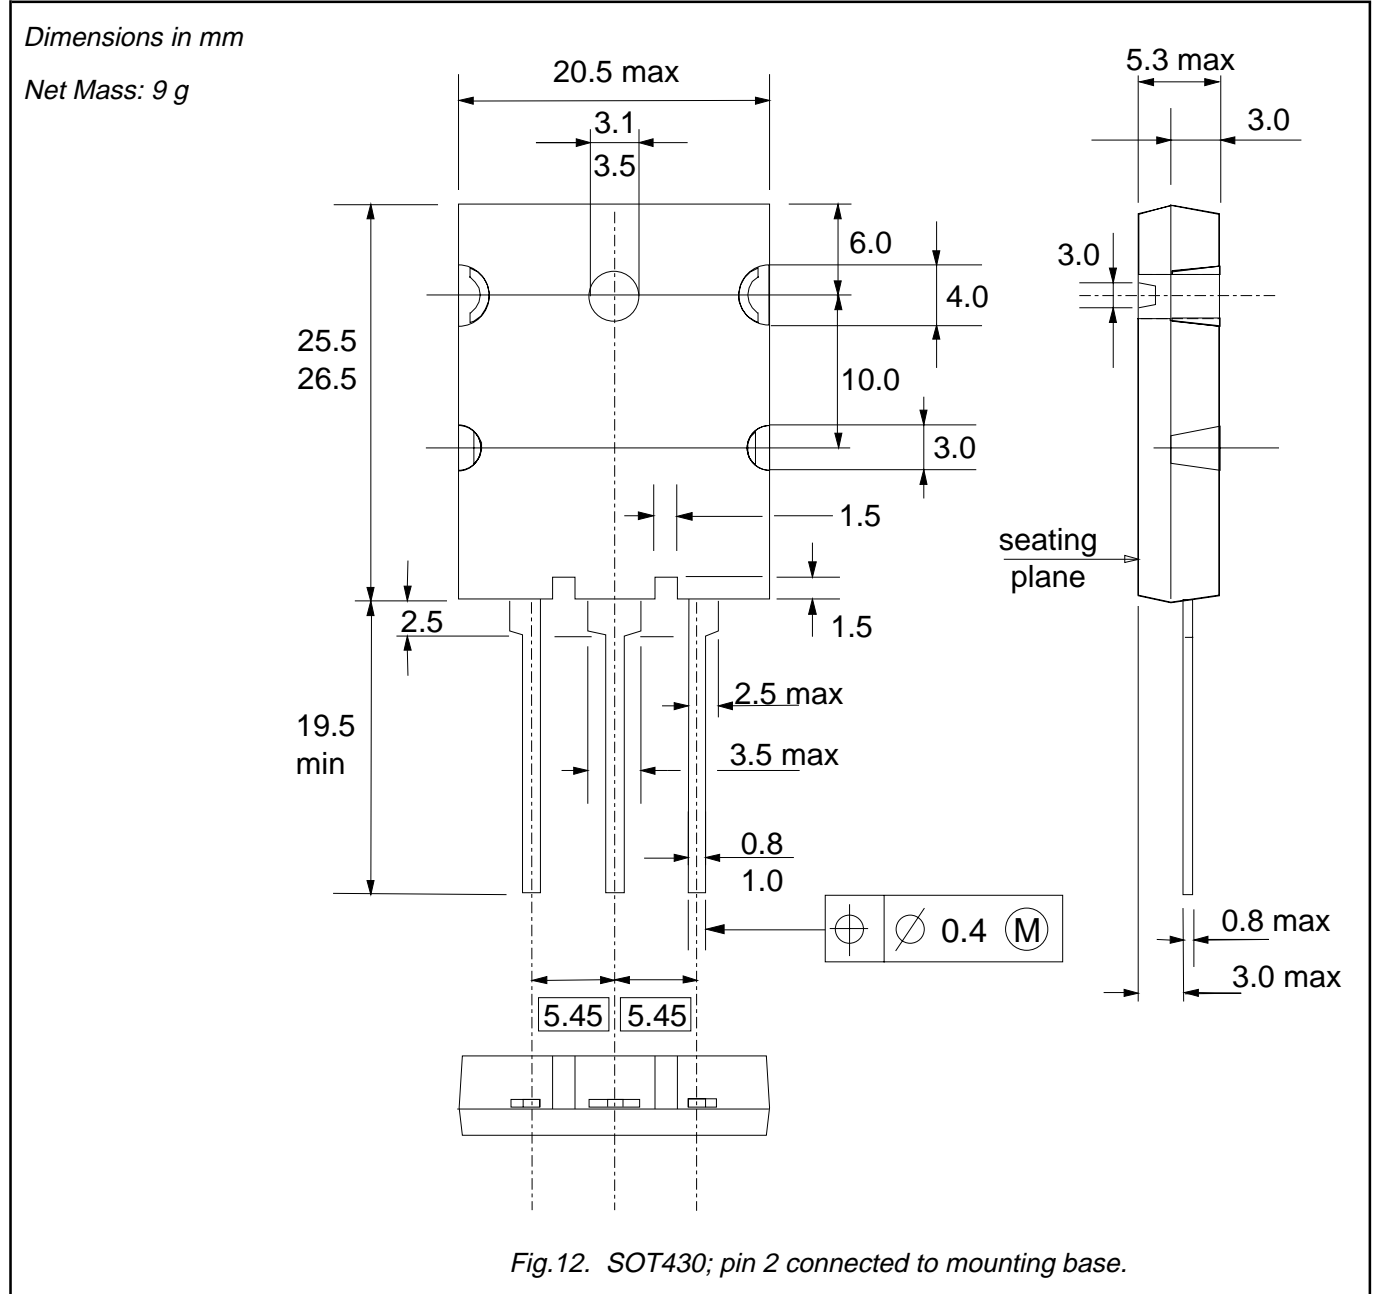 Dimensions in mm
Net Mass: 9 g
20.5 max
5.3 max
3.1
3.5
3.0
6.0
4.0
3.0
25.5
26.5
10.0
3.0
1.5
seating
plane
2.5
1.5
2.5 max
19.5
min
3.5 max
0.8
1.0
⌖ ⌀ 0.4 Ⓜ
0.8 max
3.0 max
5.45 5.45
Fig.12. SOT430; pin 2 connected to mounting base.